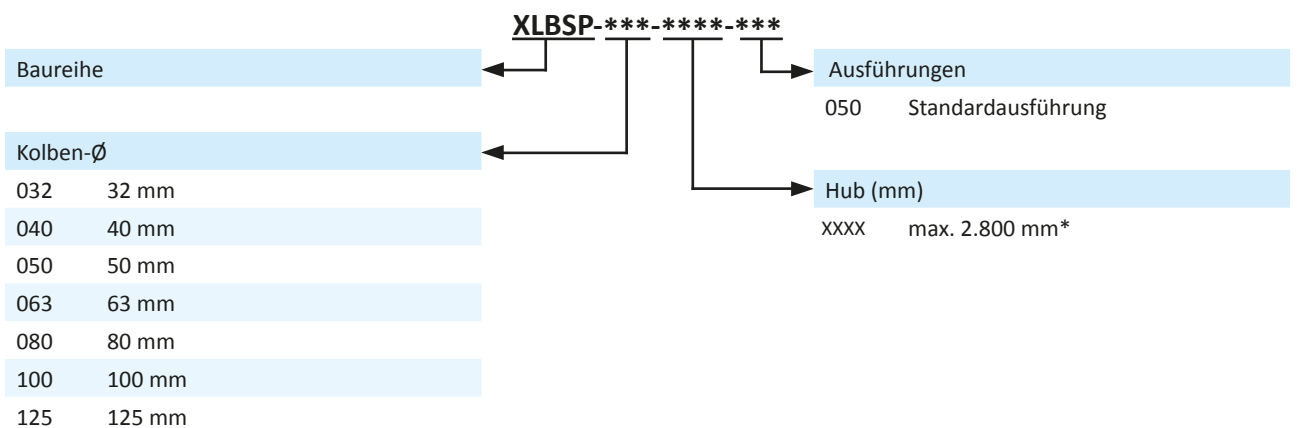 XLBSP-***-****-***
Baureihe
Kolben-Ø
032 32 mm
040 40 mm
050 50 mm
063 63 mm
080 80 mm
100 100 mm
125 125 mm
Ausführungen
050 Standardausführung
Hub (mm)
XXXX max. 2.800 mm*